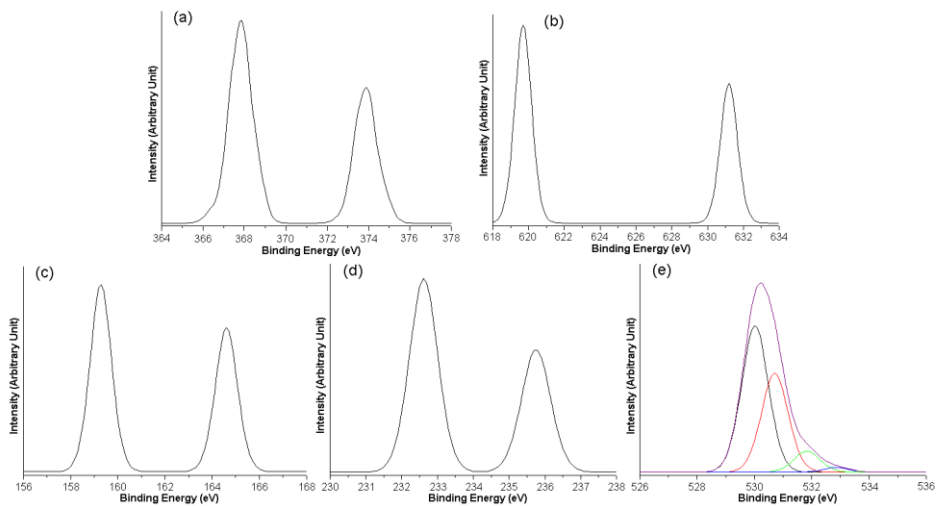 (a)
Intensity (Arbitrary Unit)
364 366 368 370 372 374 376 378
Binding Energy (eV)
(b)
Intensity (Arbitrary Unit)
618 620 622 624 626 628 630 632 634
Binding Energy (eV)
(c)
Intensity (Arbitrary Unit)
156 158 160 162 164 166 168
Binding Energy (eV)
(d)
Intensity (Arbitrary Unit)
230 231 232 233 234 235 236 237 238
Binding Energy (eV)
(e)
Intensity (Arbitrary Unit)
526 528 530 532 534 536
Binding Energy (eV)